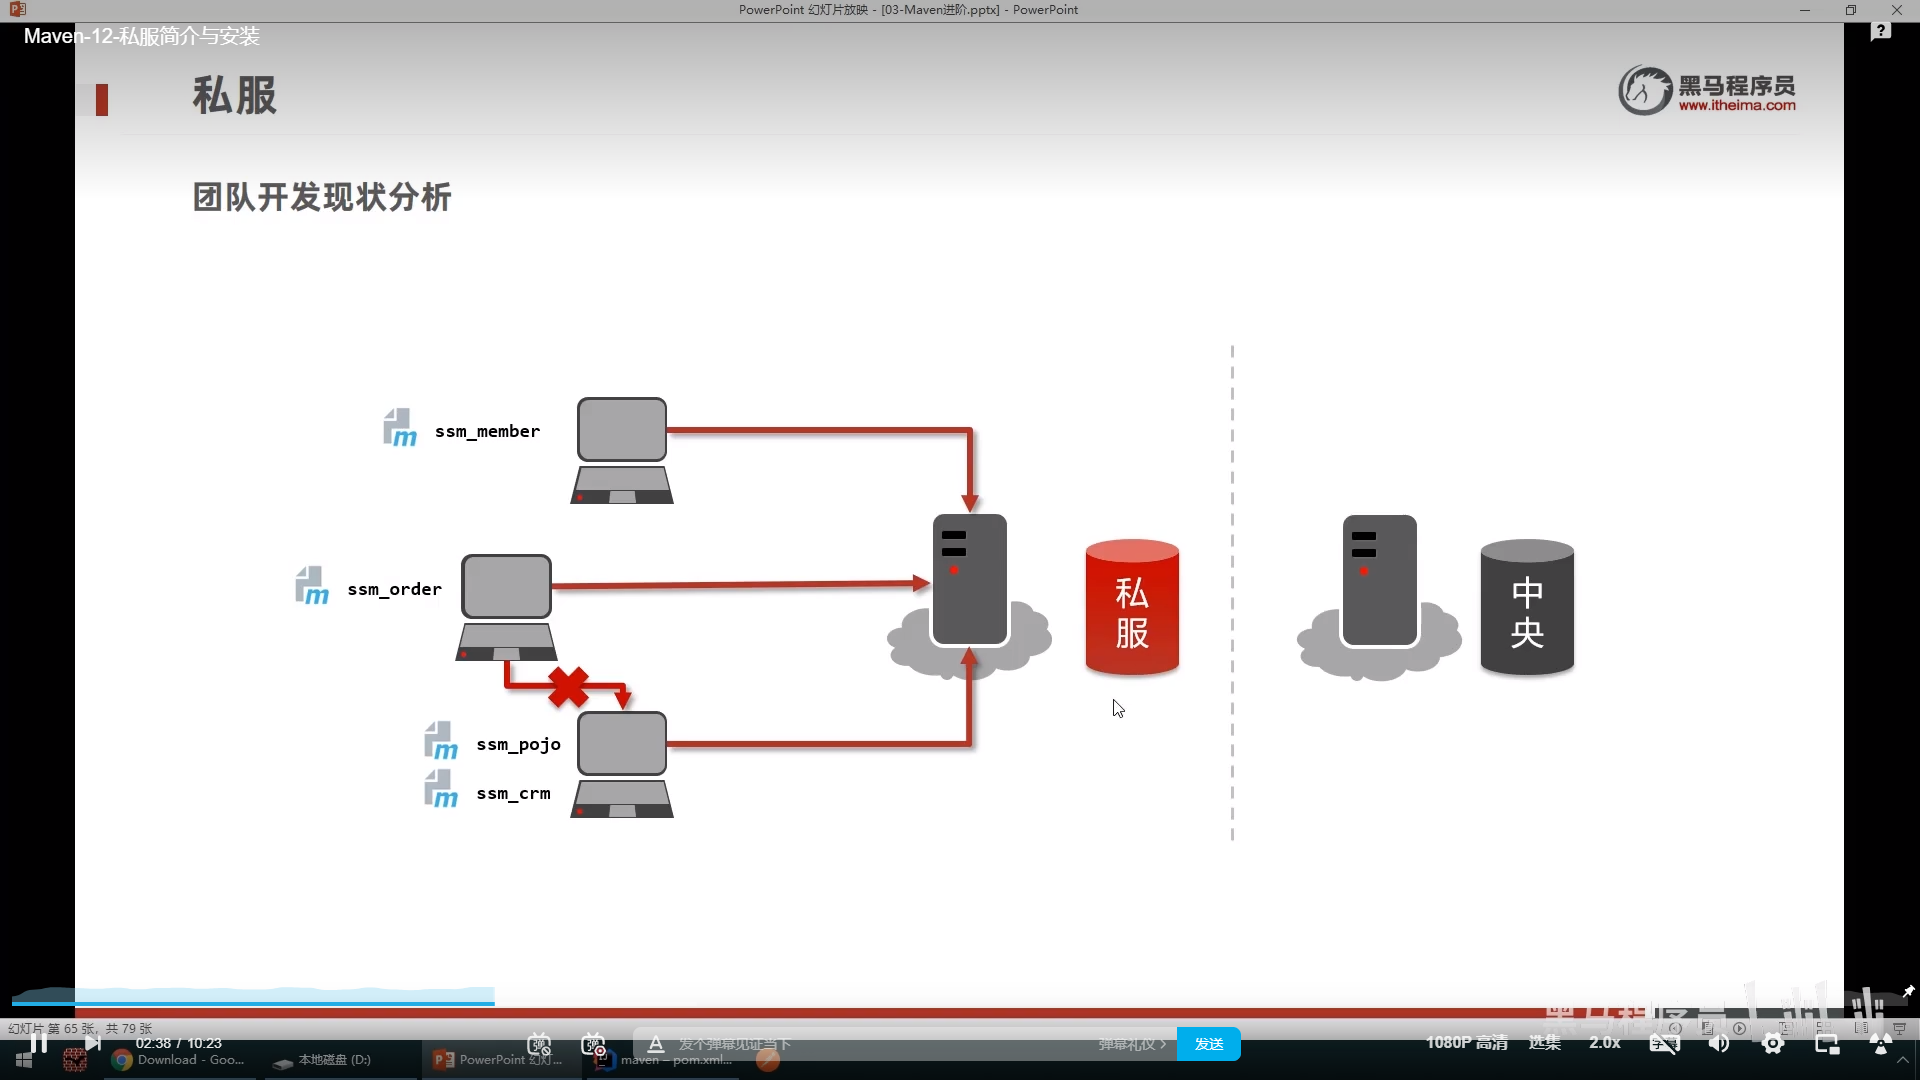 PowerPoint 幻灯片放映 - [03-Maven进阶.pptx] - PowerPoint
Maven-12-私服简介与安装
?
私服
黑马程序员
www.itheima.com
团队开发现状分析
m ssm_member
m ssm_order
私服
中央
m ssm_pojo
m ssm_crm
幻灯片 第 65 张，共 79 张
02:38 / 10:23
弹
弹
A
发个弹幕见证当下
弹幕礼仪 >
发送
1080P 高清
选集
2.0x
Download - Goo...
本地磁盘 (D:)
PowerPoint 幻灯...
maven – pom.xml...